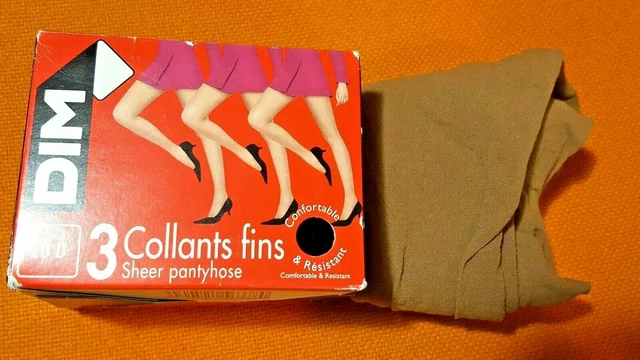 DIM
3 Collants fins
Sheer pantyhose
Confortable
& Résistant
Comfortable & Resistant